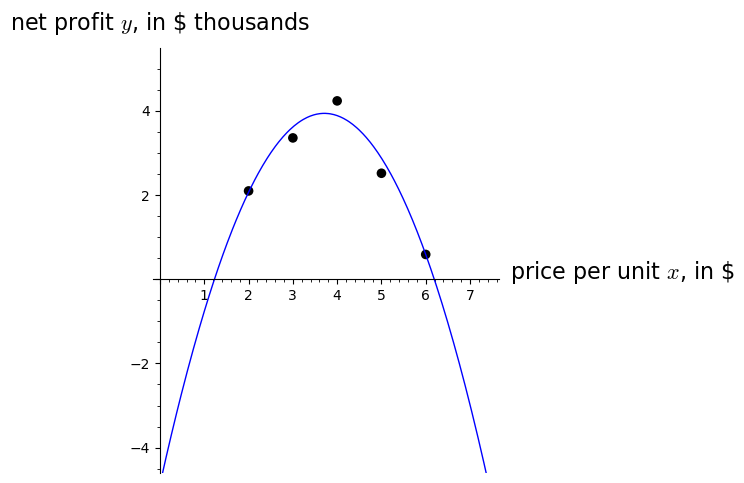 net profit y, in $ thousands
4
2
price per unit x, in $
1 2 3 4 5 6 7
−2
−4